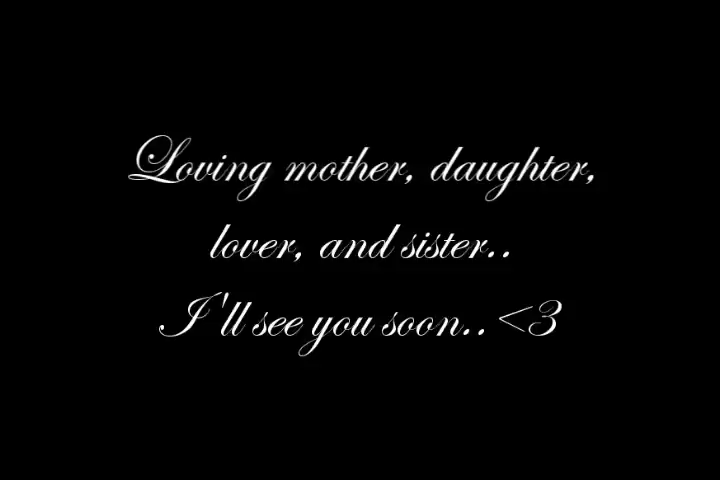 Loving mother, daughter,
lover, and sister..
I'll see you soon..<3